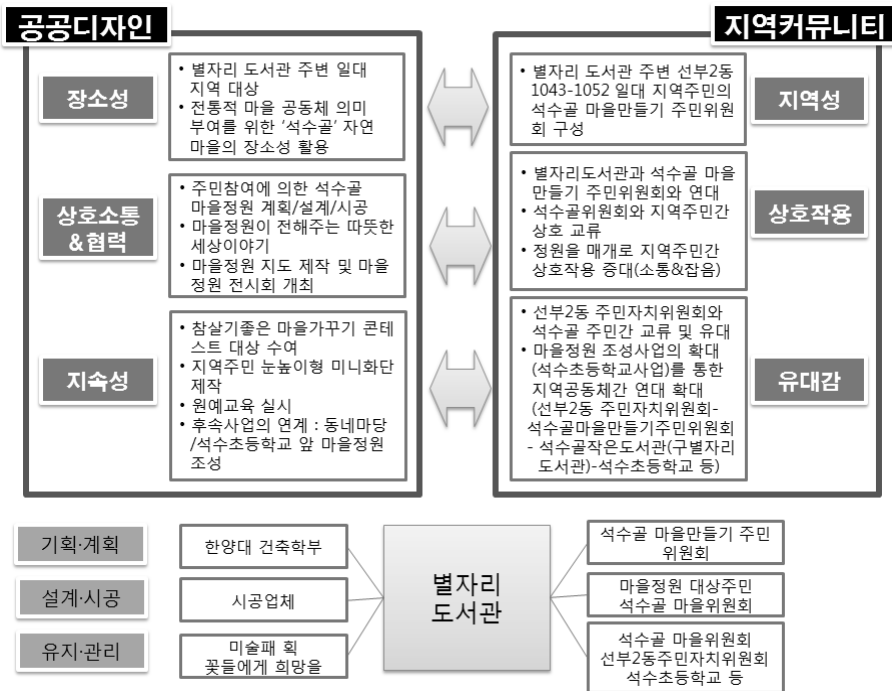 공공디자인
장소성
• 별자리 도서관 주변 일대
지역 대상
• 전통적 마을 공동체 의미
부여를 위한 ‘석수골’ 자연
마을의 장소성 활용
상호소통
&협력
• 주민참여에 의한 석수골
마을정원 계획/설계/시공
• 마을정원이 전해주는 따뜻한
세상이야기
• 마을정원 지도 제작 및 마을
정원 전시회 개최
지속성
• 참살기좋은 마을가꾸기 콘테
스트 대상 수여
• 지역주민 눈높이형 미니화단
제작
• 원예교육 실시
• 후속사업의 연계 : 동네마당
/석수초등학교 앞 마을정원
조성
지역커뮤니티
• 별자리 도서관 주변 선부2동
1043-1052 일대 지역주민의
석수골 마을만들기 주민위원
회 구성
지역성
• 별자리도서관과 석수골 마을
만들기 주민위원회와 연대
• 석수골위원회와 지역주민간
상호 교류
• 정원을 매개로 지역주민간
상호작용 증대(소통&잡음)
상호작용
• 선부2동 주민자치위원회와
석수골 주민간 교류 및 유대
• 마을정원 조성사업의 확대
(석수초등학교사업)를 통한
지역공동체간 연대 확대
(선부2동 주민자치위원회-
석수골마을만들기주민위원회
- 석수골작은도서관(구별자리
도서관)-석수초등학교 등)
유대감
기획·계획
한양대 건축학부
설계·시공
시공업체
유지·관리
미술패 획
꽃들에게 희망을
별자리
도서관
석수골 마을만들기 주민
위원회
마을정원 대상주민
석수골 마을위원회
석수골 마을위원회
선부2동주민자치위원회
석수초등학교 등